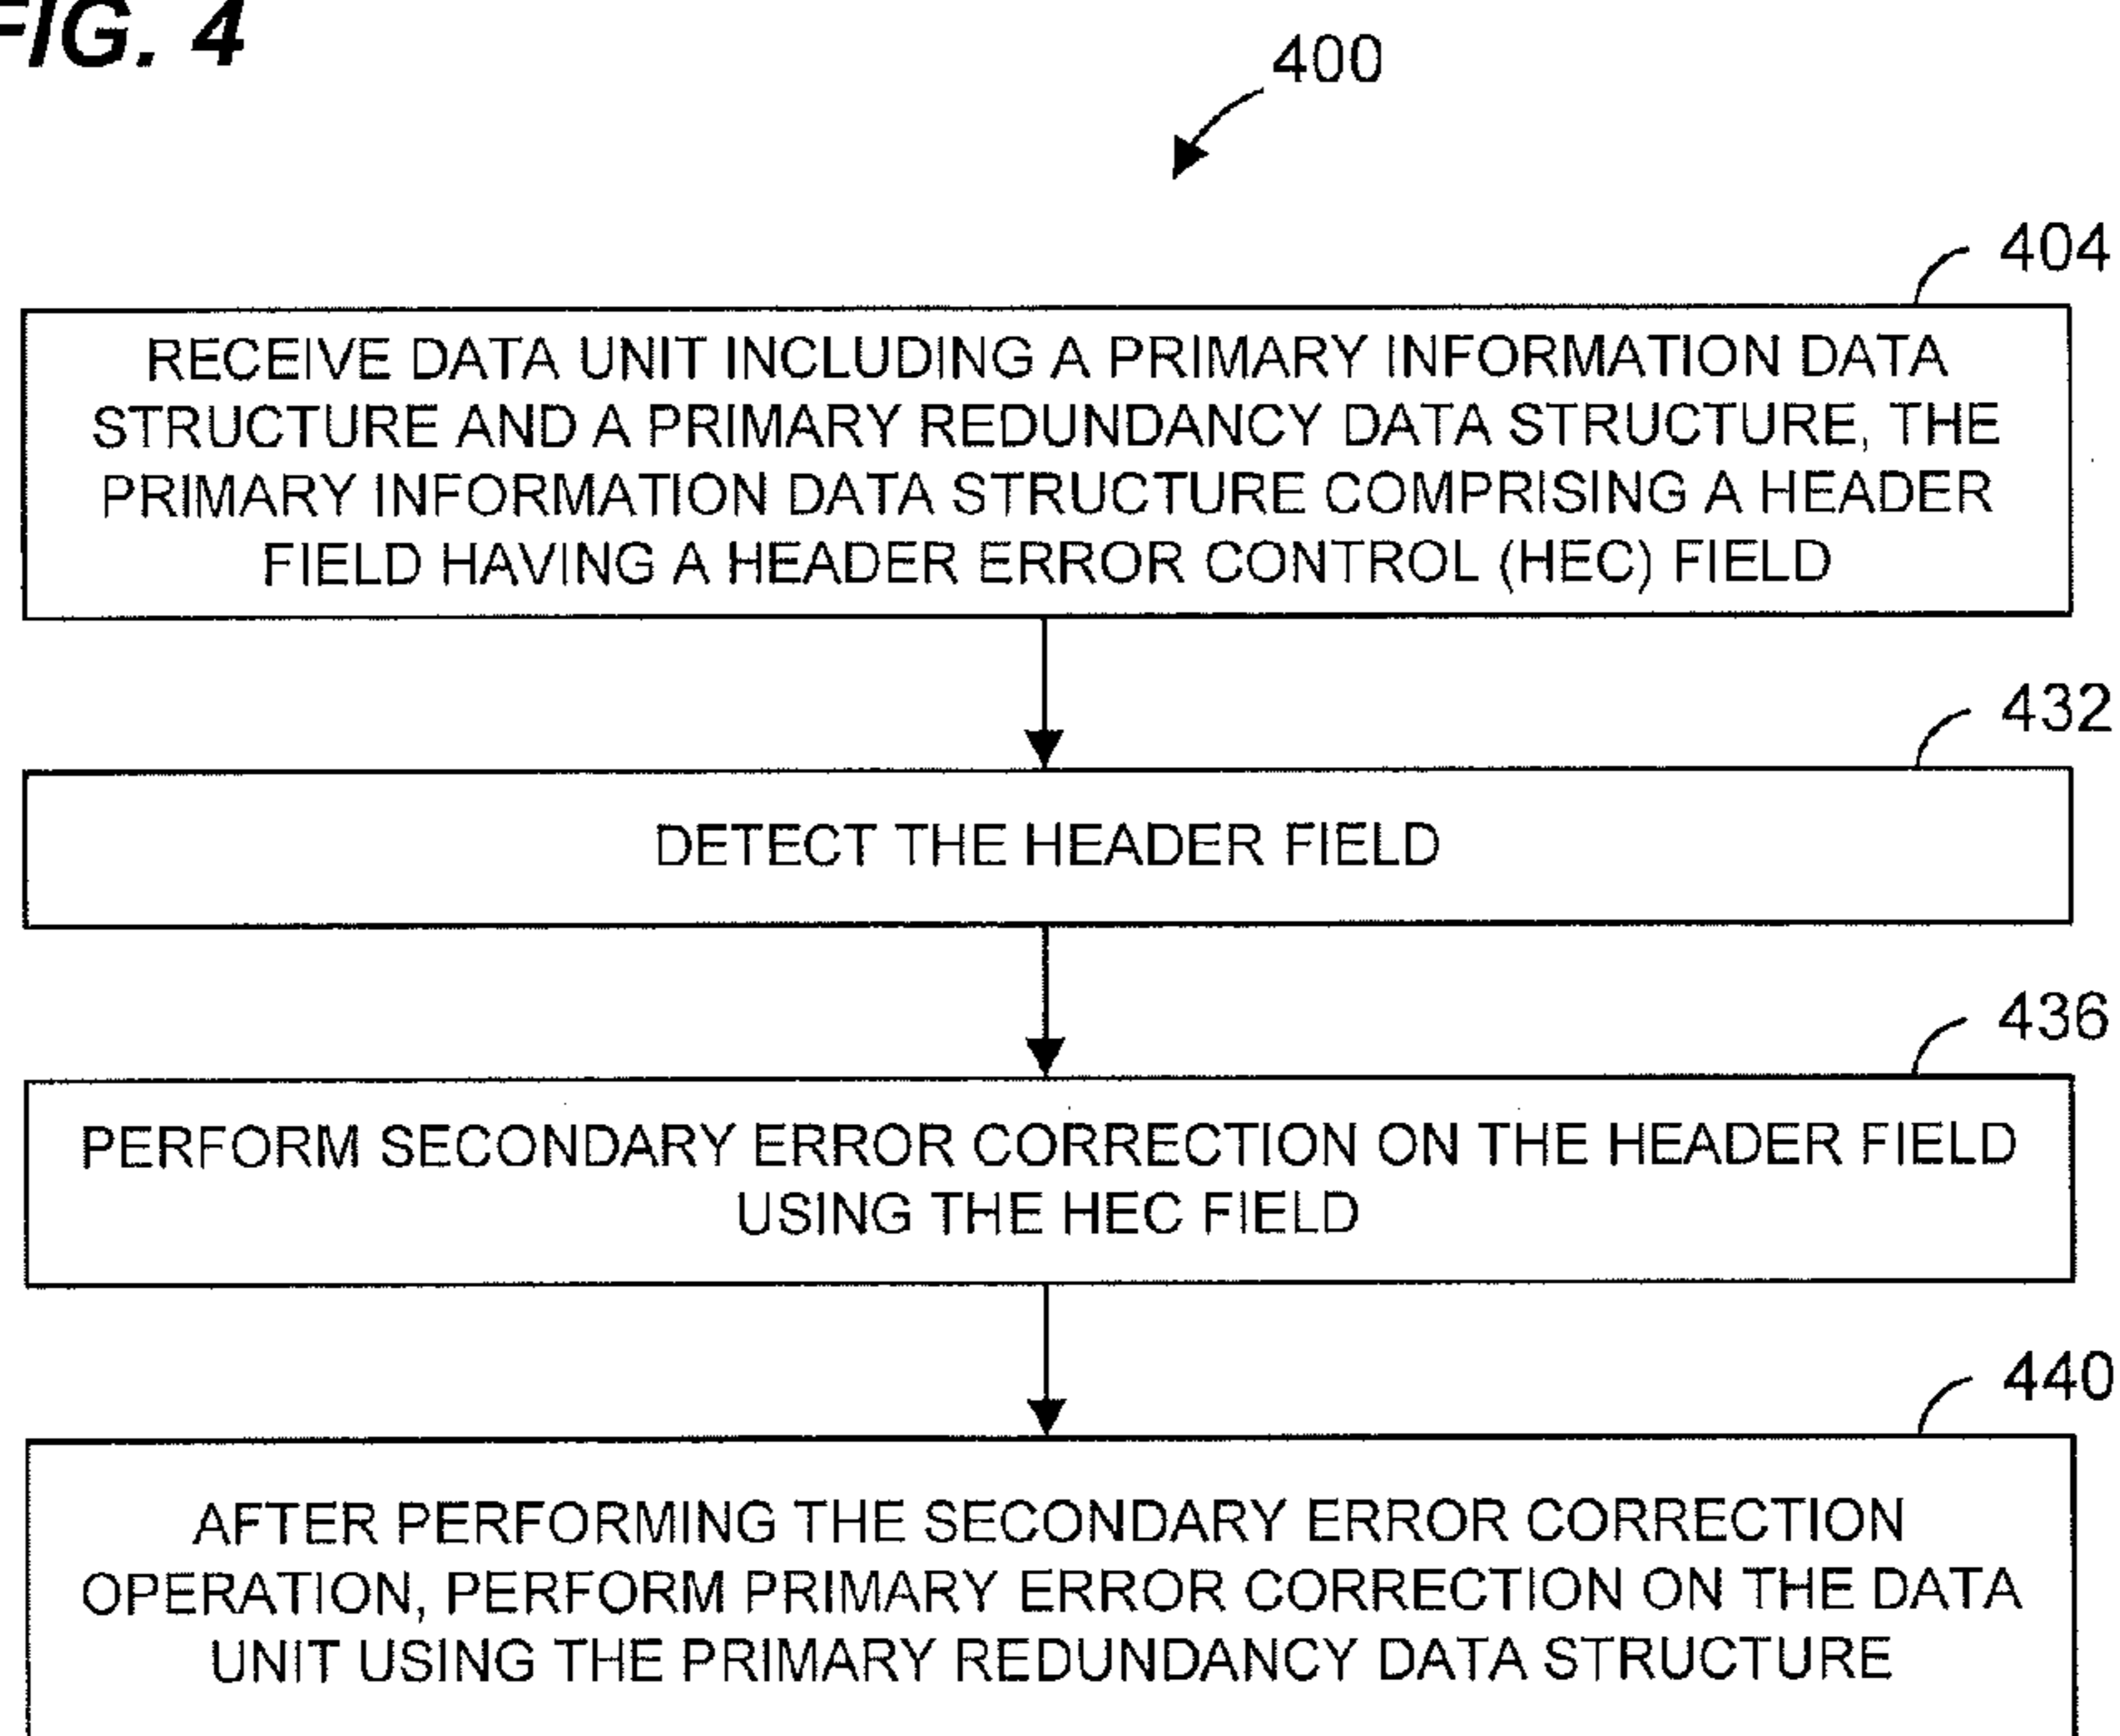 FIG. 4
400
404
RECEIVE DATA UNIT INCLUDING A PRIMARY INFORMATION DATA
STRUCTURE AND A PRIMARY REDUNDANCY DATA STRUCTURE, THE
PRIMARY INFORMATION DATA STRUCTURE COMPRISING A HEADER
FIELD HAVING A HEADER ERROR CONTROL (HEC) FIELD
432
DETECT THE HEADER FIELD
436
PERFORM SECONDARY ERROR CORRECTION ON THE HEADER FIELD
USING THE HEC FIELD
440
AFTER PERFORMING THE SECONDARY ERROR CORRECTION
OPERATION, PERFORM PRIMARY ERROR CORRECTION ON THE DATA
UNIT USING THE PRIMARY REDUNDANCY DATA STRUCTURE